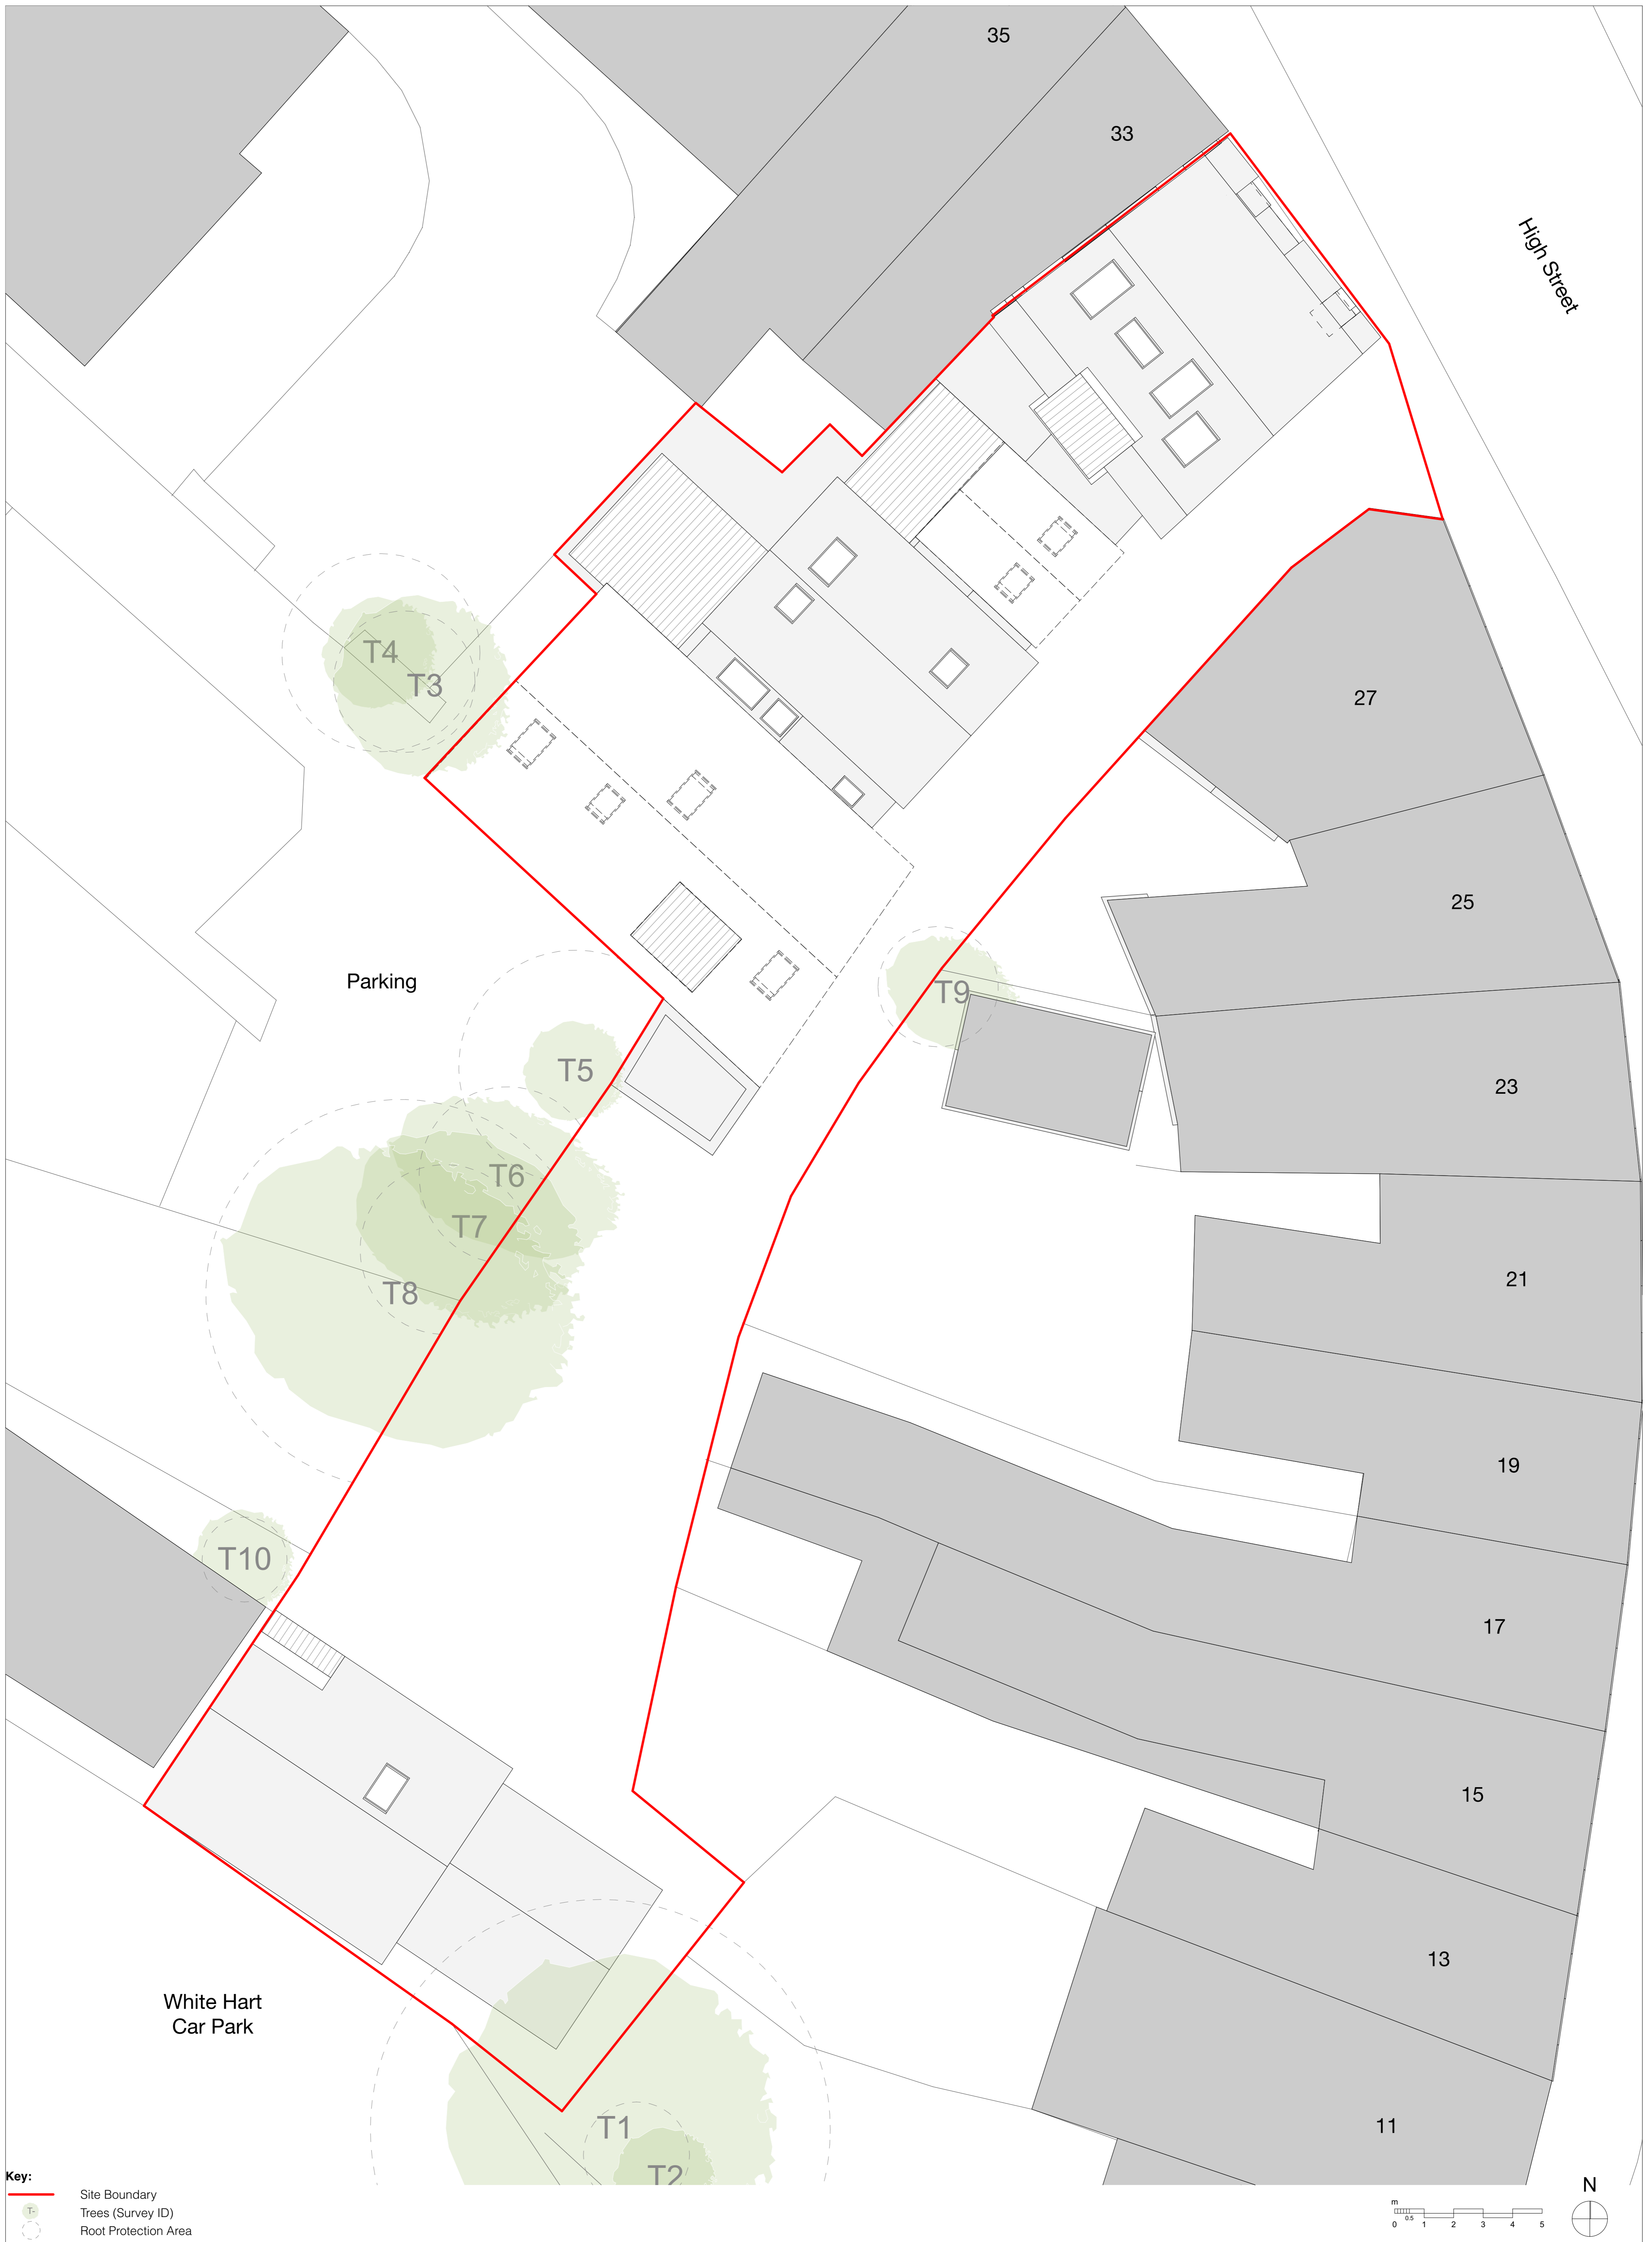 35
33
High Street
27
T4
T3
25
Parking
T9
T5
23
T6
T7
21
T8
19
T10
17
15
13
White Hart
Car Park
11
T1
T2
Key:
Site Boundary
T-
Trees (Survey ID)
Root Protection Area
m
0 0.5 1 2 3 4 5
N